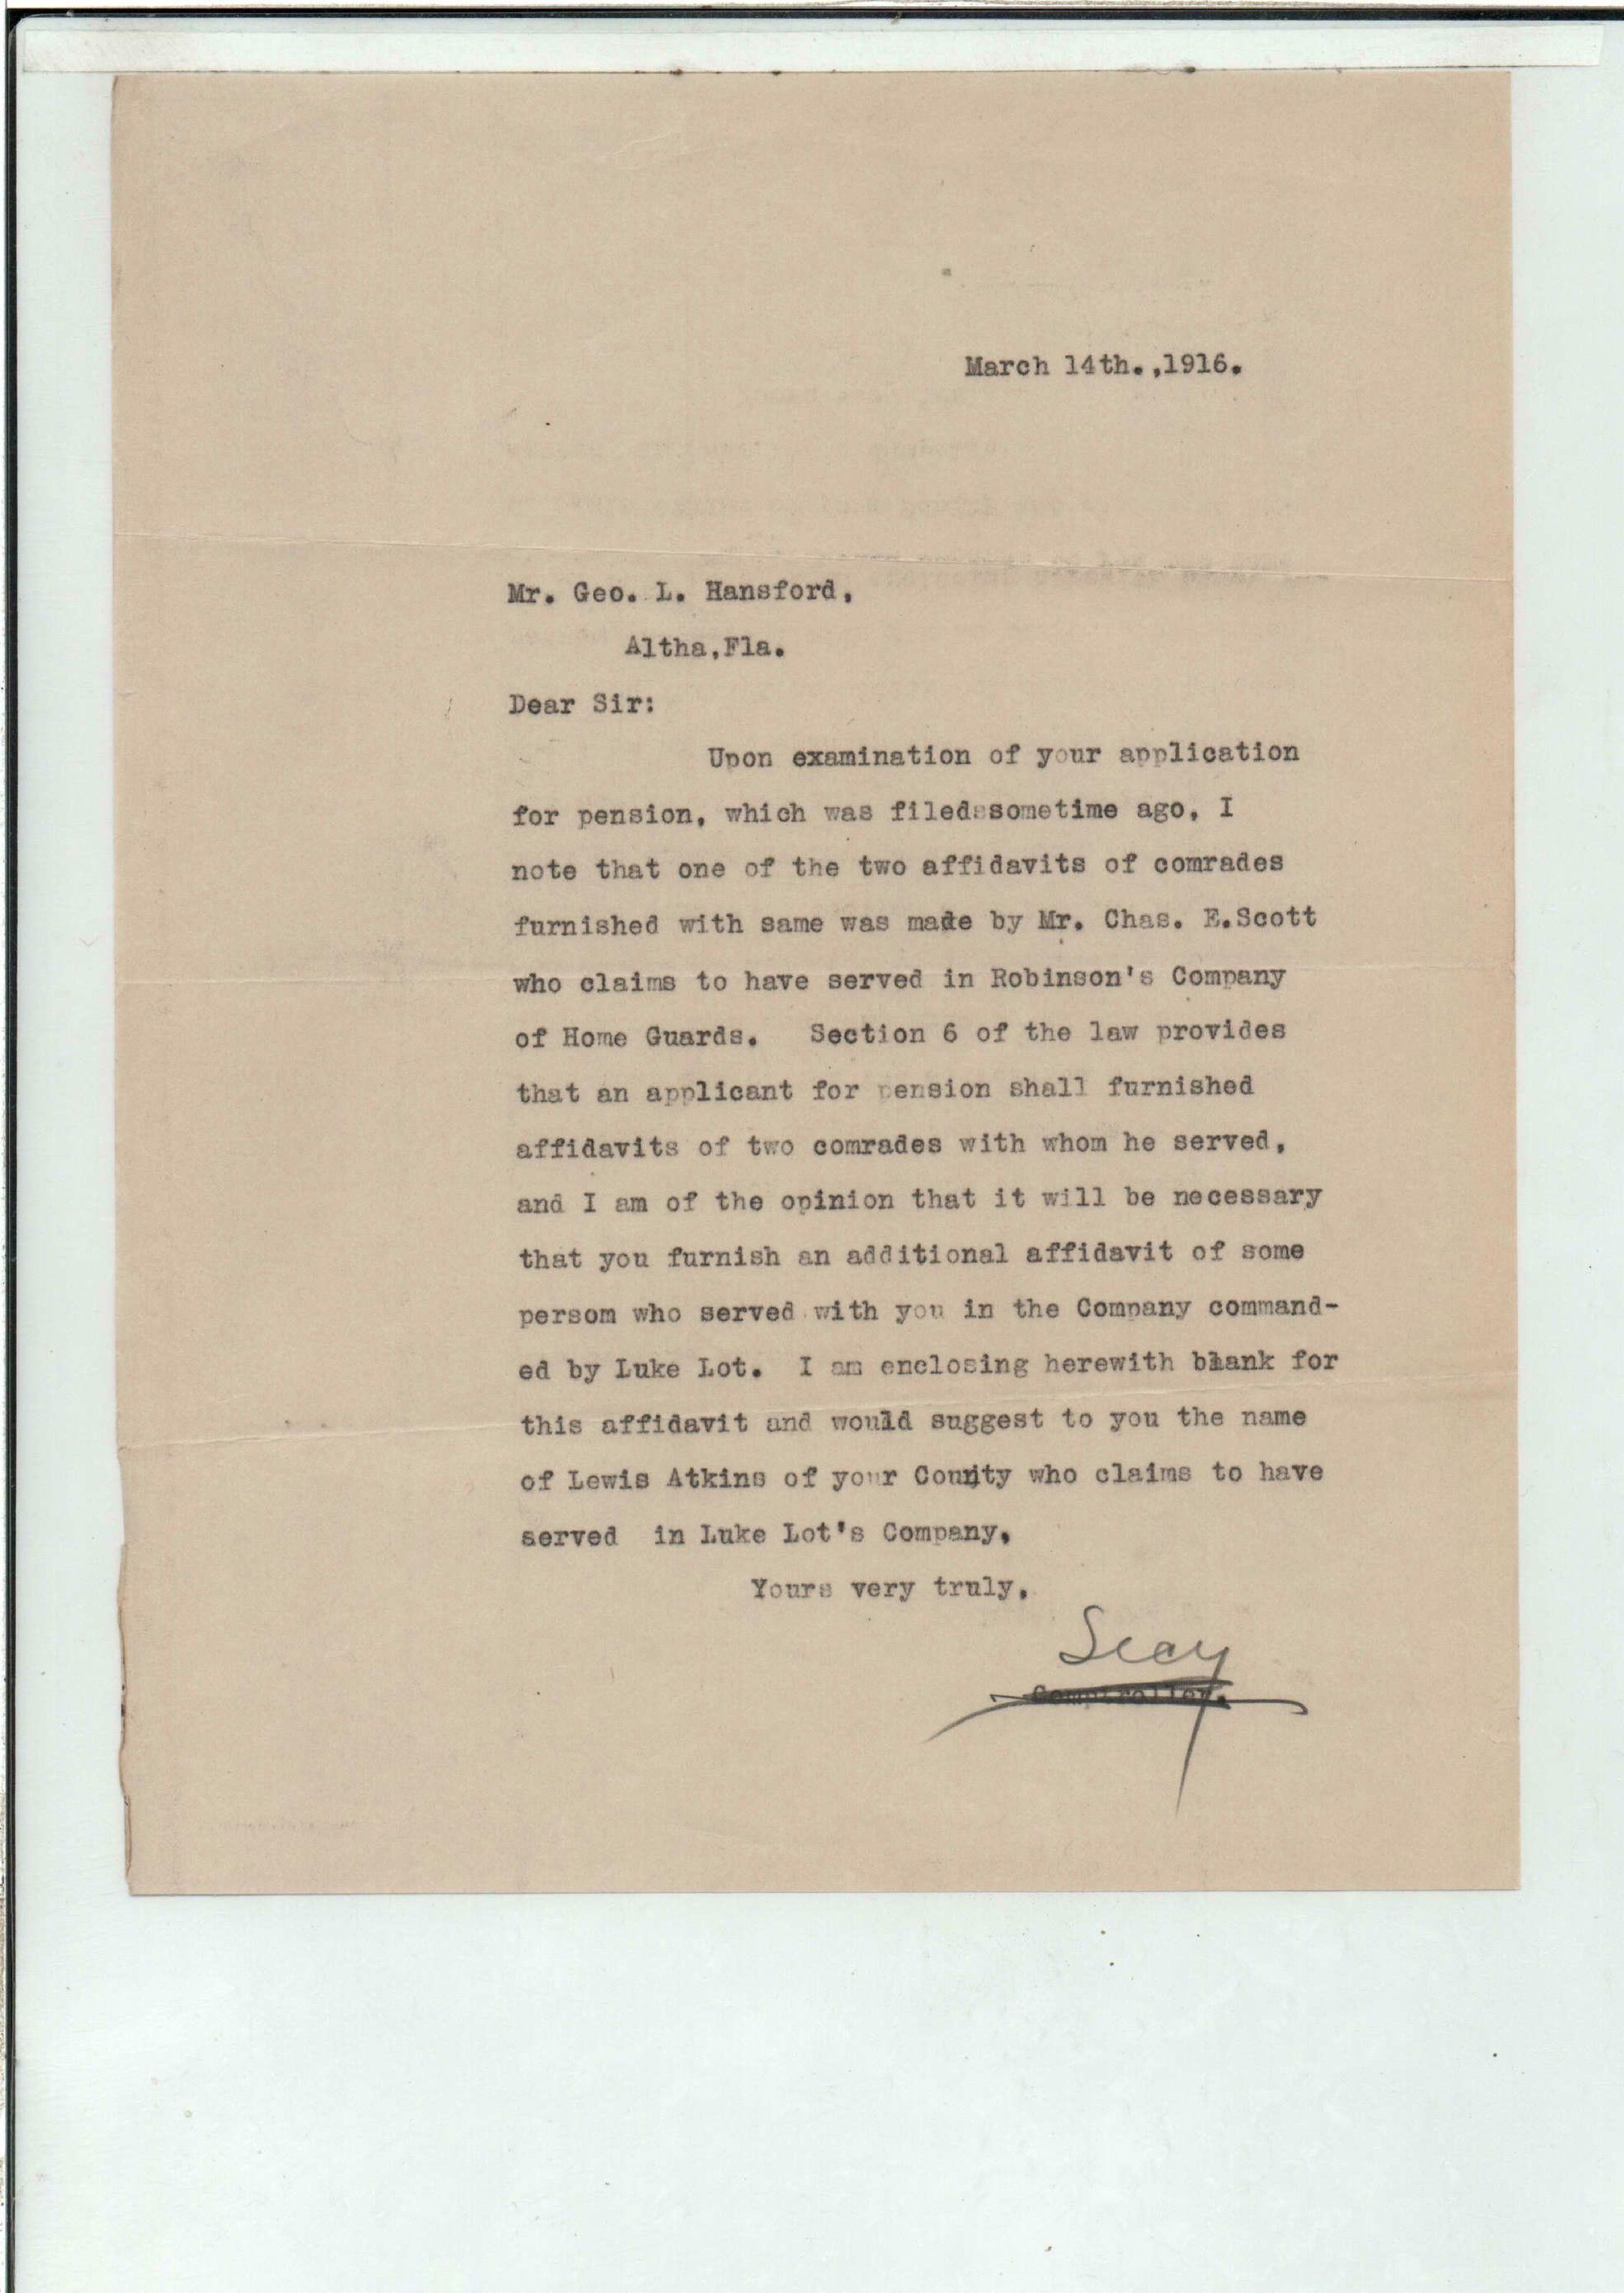 March 14th.,1916.
Mr. Geo. L. Hansford,
Altha,Fla.
Dear Sir:
Upon examination of your application
for pension, which was filedssometime ago, I
note that one of the two affidavits of comrades
furnished with same was made by Mr. Chas. E.Scott
who claims to have served in Robinson's Company
of Home Guards. Section 6 of the law provides
that an applicant for pension shall furnished
affidavits of two comrades with whom he served,
and I am of the opinion that it will be necessary
that you furnish an additional affidavit of some
persom who served with you in the Company command-
ed by Luke Lot. I am enclosing herewith blank for
this affidavit and would suggest to you the name
of Lewis Atkins of your County who claims to have
served in Luke Lot's Company.
Yours very truly,
Seay
Comptroller.